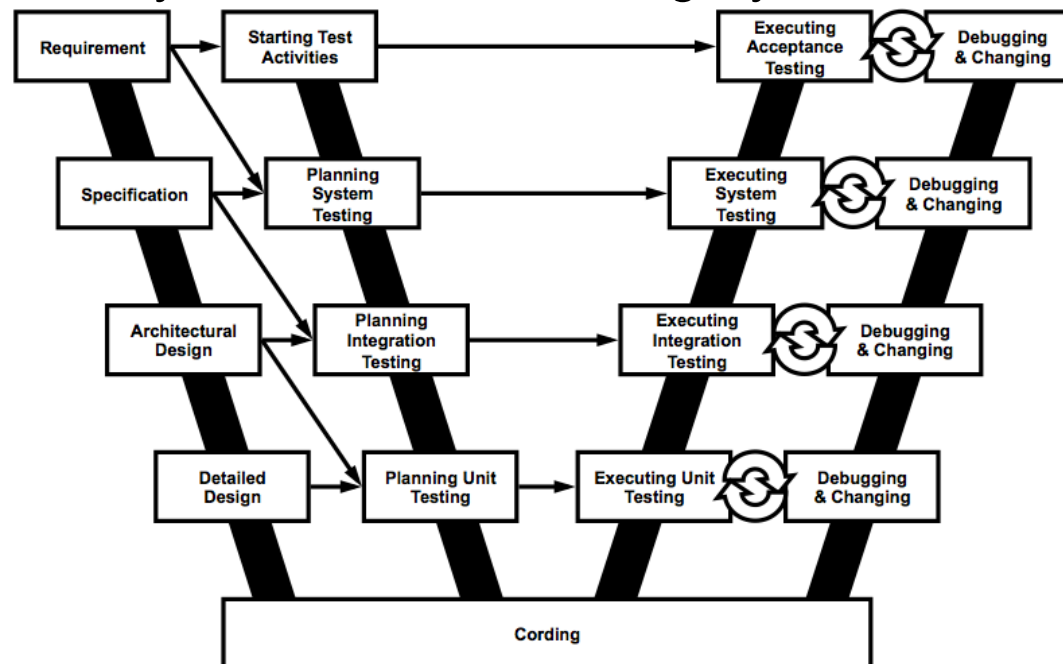 Requirement
Starting Test
Activities
Executing
Acceptance
Testing
Debugging
& Changing
Specification
Planning
System
Testing
Executing
System
Testing
Debugging
& Changing
Architectural
Design
Planning
Integration
Testing
Executing
Integration
Testing
Debugging
& Changing
Detailed
Design
Planning Unit
Testing
Executing Unit
Testing
Debugging
& Changing
Cording